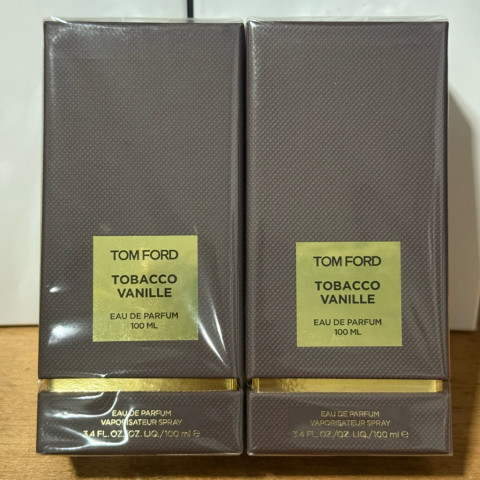 TOM FORD
TOBACCO
VANILLE
EAU DE PARFUM
100 ML
EAU DE PARFUM
VAPORISATEUR SPRAY
3.4 FL.OZ./OZ. LIQ./100 ml e
TOM FORD
TOBACCO
VANILLE
EAU DE PARFUM
100 ML
EAU DE PARFUM
VAPORISATEUR SPRAY
3.4 FL.OZ./OZ. LIQ./100 ml e